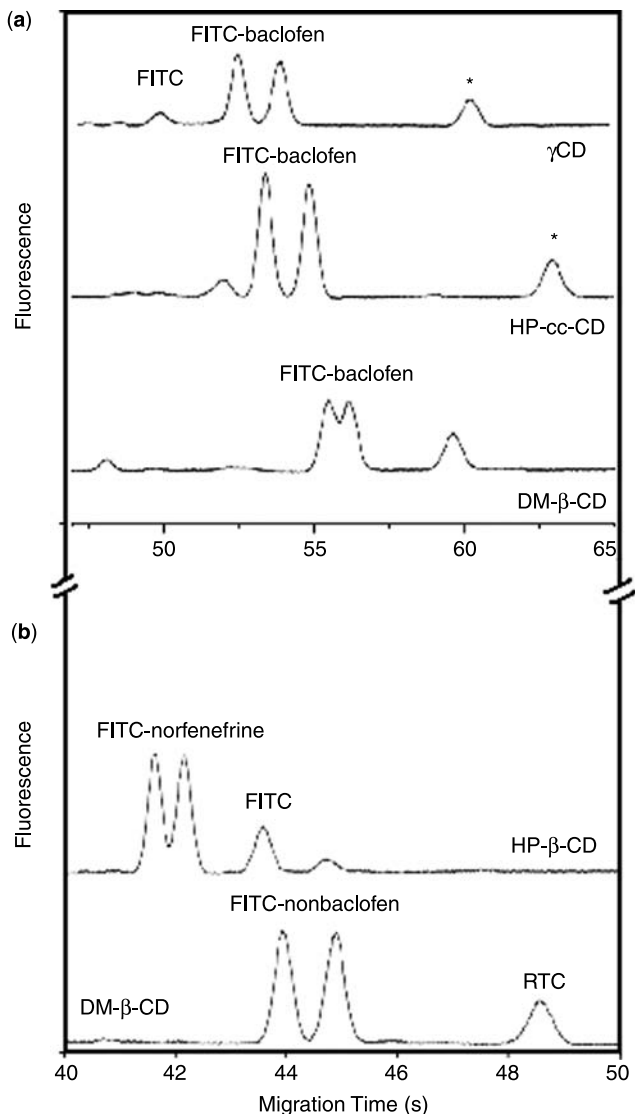 (a)
FITC-baclofen
FITC
*
γCD
FITC-baclofen
*
HP-cc-CD
FITC-baclofen
DM-β-CD
Fluorescence
50 55 60 65
(b)
FITC-norfenefrine
FITC
HP-β-CD
FITC-nonbaclofen
RTC
DM-β-CD
Fluorescence
40 42 44 46 48 50
Migration Time (s)